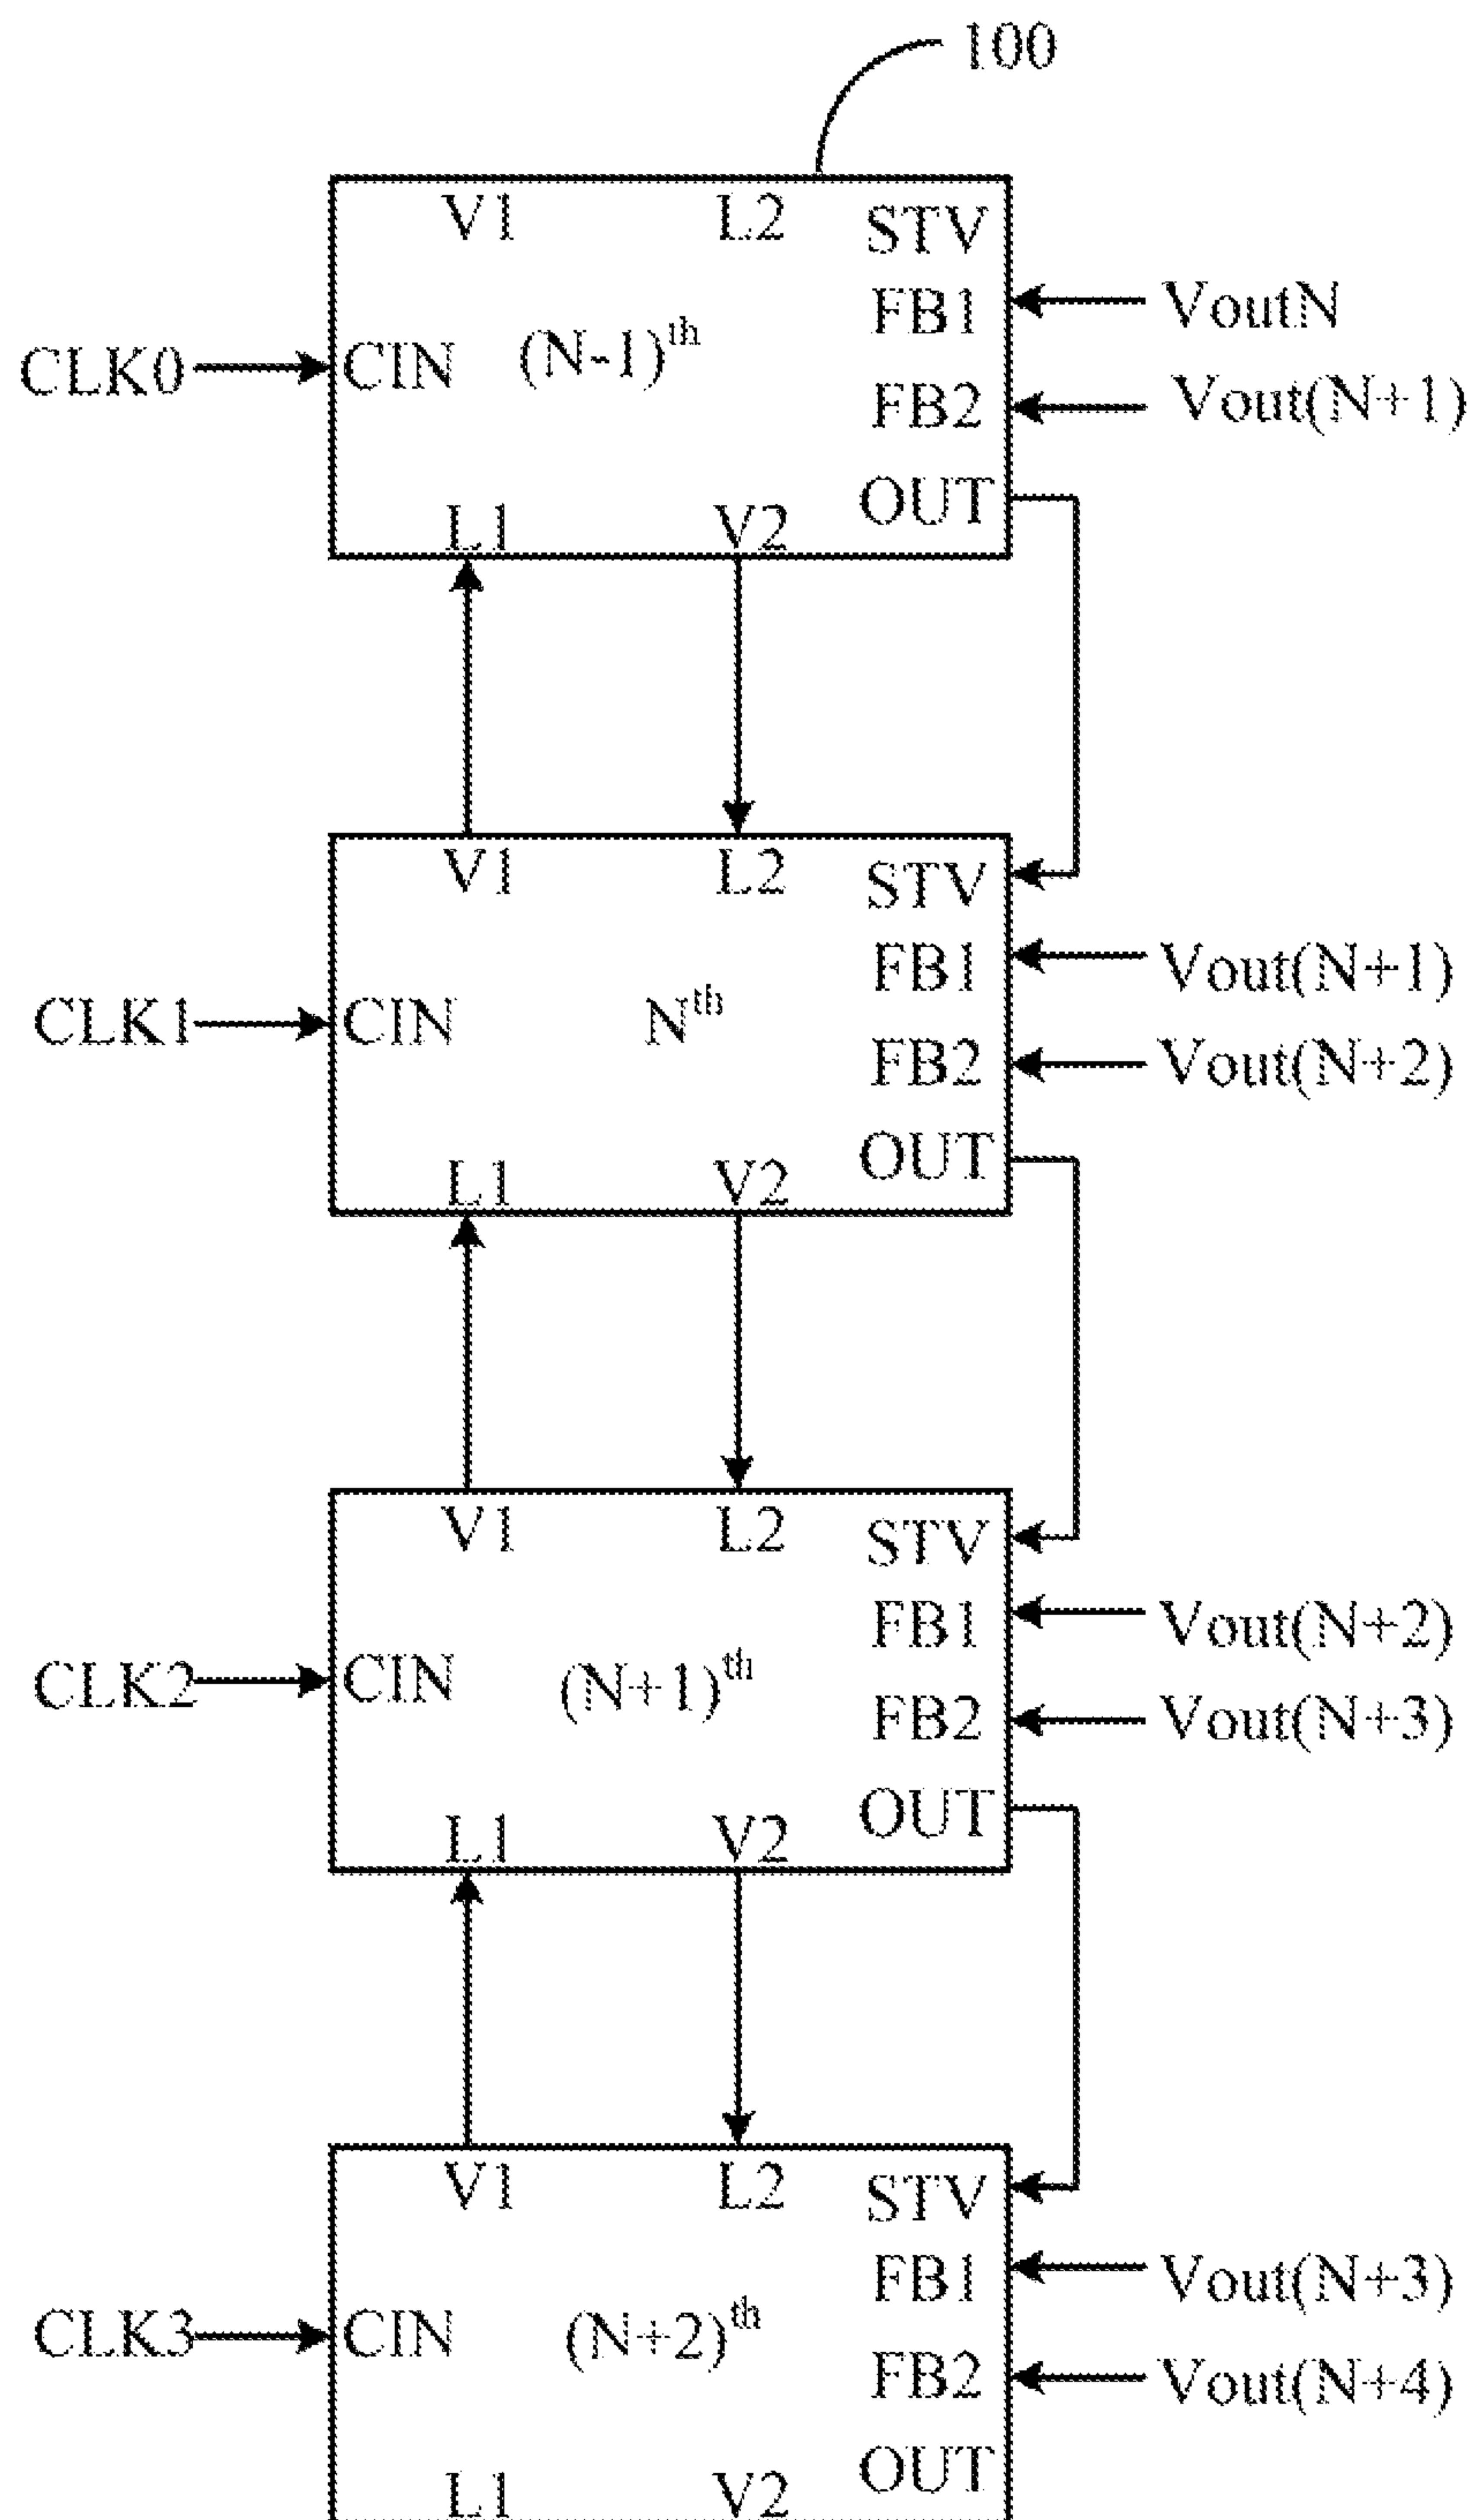 100
V1 L2 STV
FB1 VoutN
CLK0 CIN (N-1)th
FB2 Vout(N+1)
OUT
L1 V2
V1 L2 STV
FB1 Vout(N+1)
CLK1 CIN Nth
FB2 Vout(N+2)
OUT
L1 V2
V1 L2 STV
FB1 Vout(N+2)
CLK2 CIN (N+1)th
FB2 Vout(N+3)
OUT
L1 V2
V1 L2 STV
FB1 Vout(N+3)
CLK3 CIN (N+2)th
FB2 Vout(N+4)
OUT
L1 V2